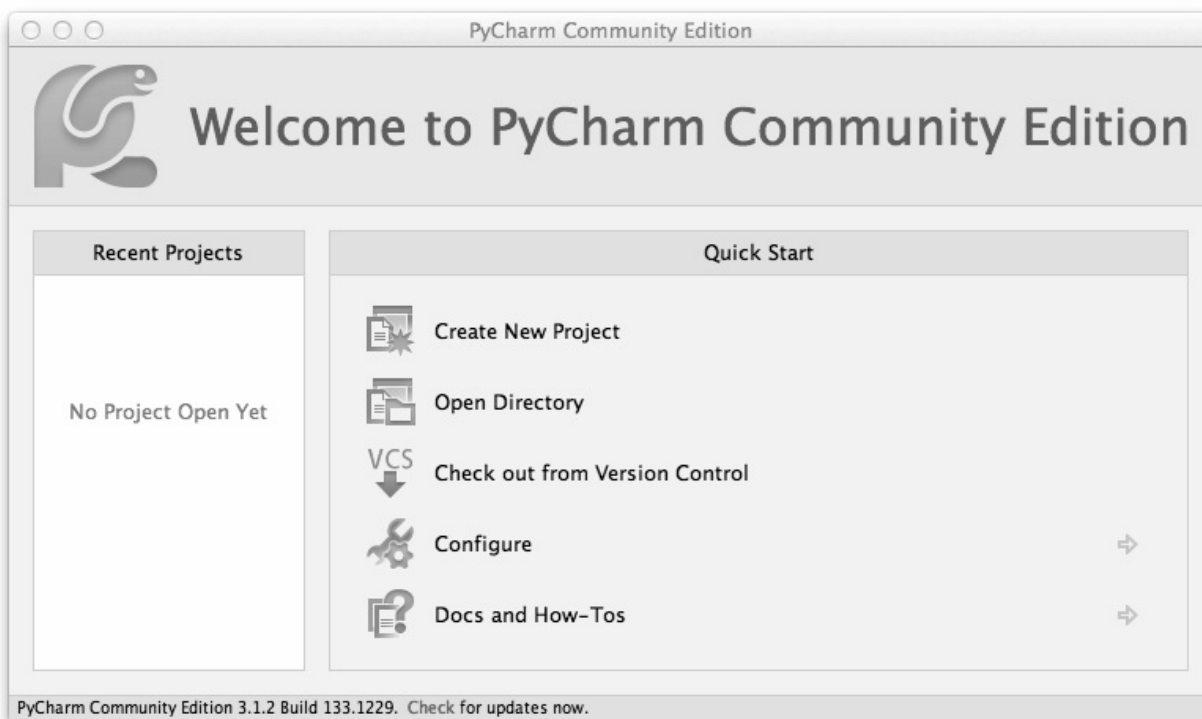 PyCharm Community Edition
Welcome to PyCharm Community Edition
Recent Projects
No Project Open Yet
Quick Start
Create New Project
Open Directory
VCS
Check out from Version Control
Configure
Docs and How-Tos
PyCharm Community Edition 3.1.2 Build 133.1229. Check for updates now.